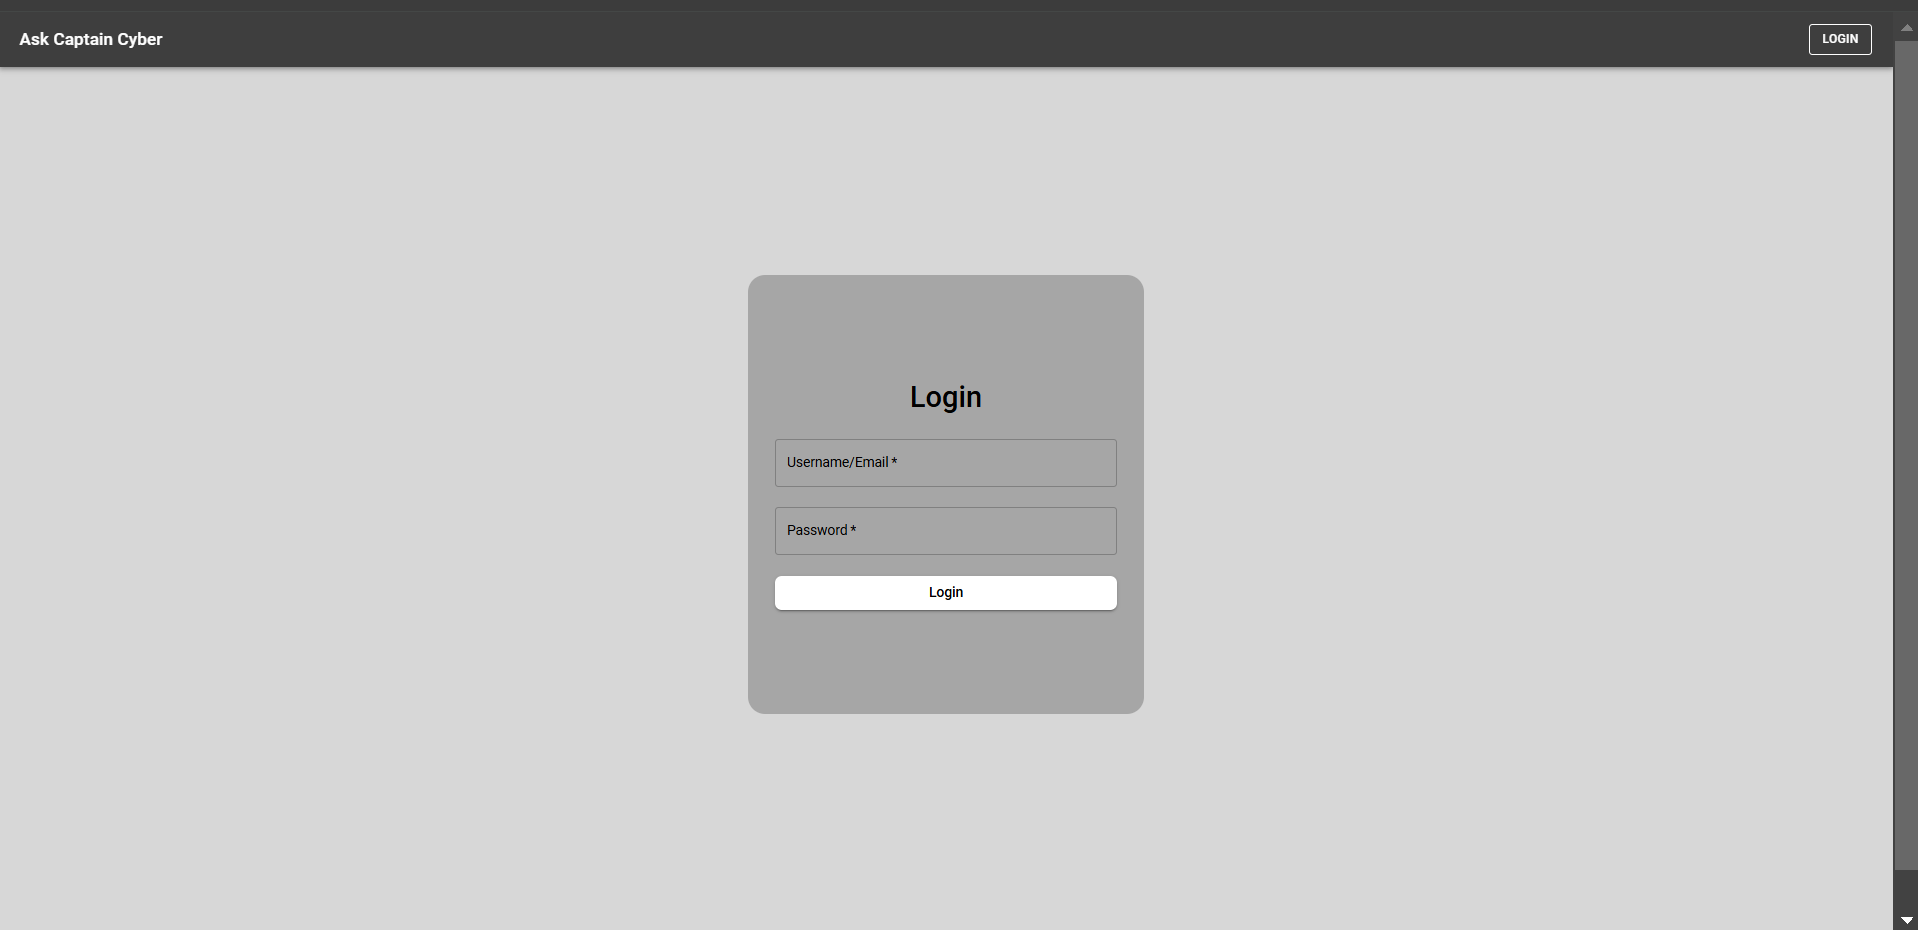 Ask Captain Cyber
LOGIN
Login
Username/Email *
Password *
Login